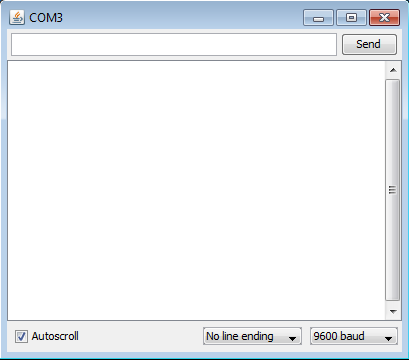 COM3
Send
Autoscroll
No line ending
9600 baud